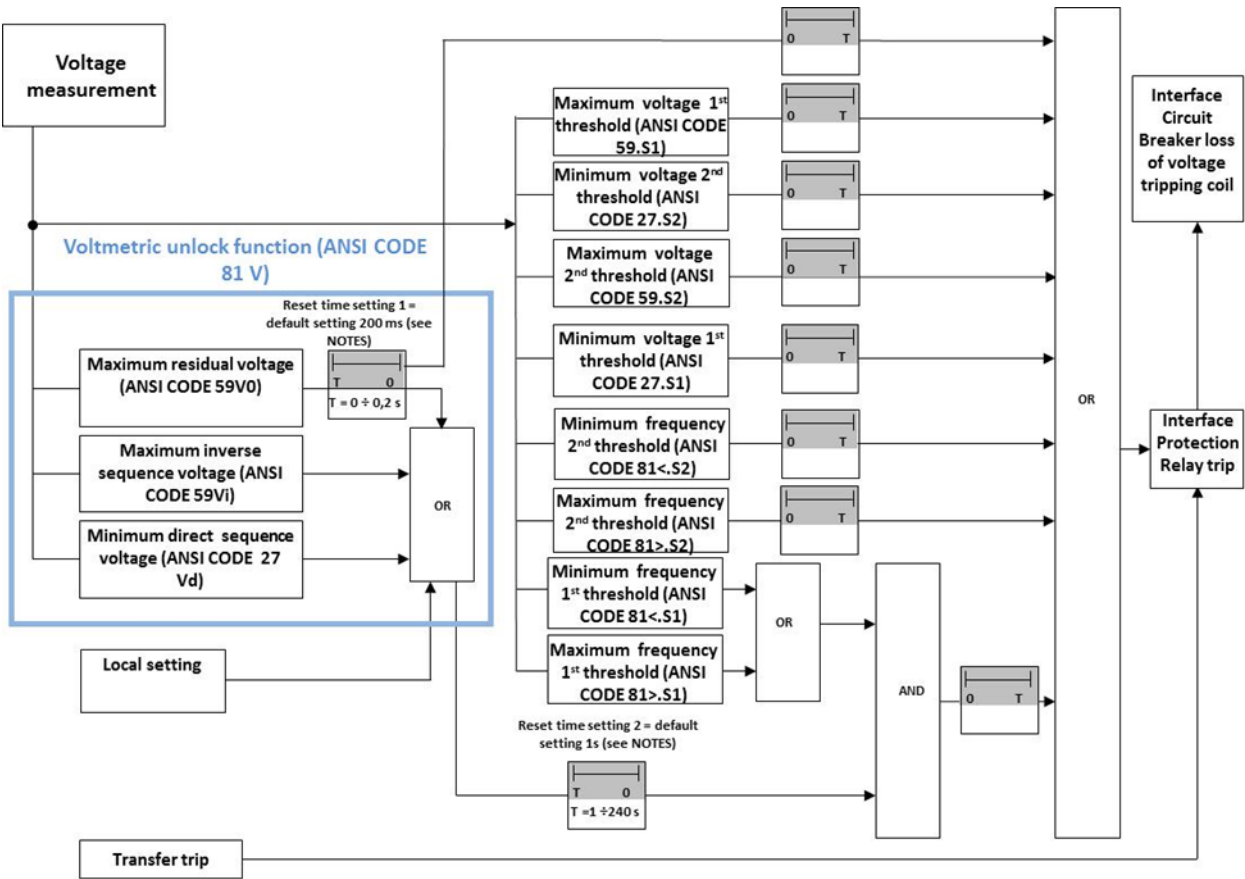 0 T
Voltage
measurement
Maximum voltage 1st
threshold (ANSI CODE
59.S1)
0 T
Interface
Circuit
Breaker loss
of voltage
tripping coil
Minimum voltage 2nd
threshold (ANSI
CODE 27.S2)
0 T
Voltmetric unlock function (ANSI CODE
81 V)
Maximum voltage
2nd threshold (ANSI
CODE 59.S2)
0 T
Reset time setting 1 =
default setting 200 ms (see
NOTES)
Maximum residual voltage
(ANSI CODE 59V0)
T 0
T = 0 ÷ 0,2 s
Minimum voltage 1st
threshold (ANSI
CODE 27.S1)
0 T
OR
Minimum frequency
2nd threshold (ANSI
CODE 81<.S2)
0 T
Interface
Protection
Relay trip
Maximum inverse
sequence voltage (ANSI
CODE 59Vi)
OR
Maximum frequency
2nd threshold (ANSI
CODE 81>.S2)
0 T
Minimum direct sequence
voltage (ANSI CODE 27
Vd)
Minimum frequency
1st threshold (ANSI
CODE 81<.S1)
OR
Local setting
Maximum frequency
1st threshold (ANSI
CODE 81>.S1)
AND
0 T
Reset time setting 2 = default
setting 1s (see NOTES)
T 0
T =1 ÷240 s
Transfer trip